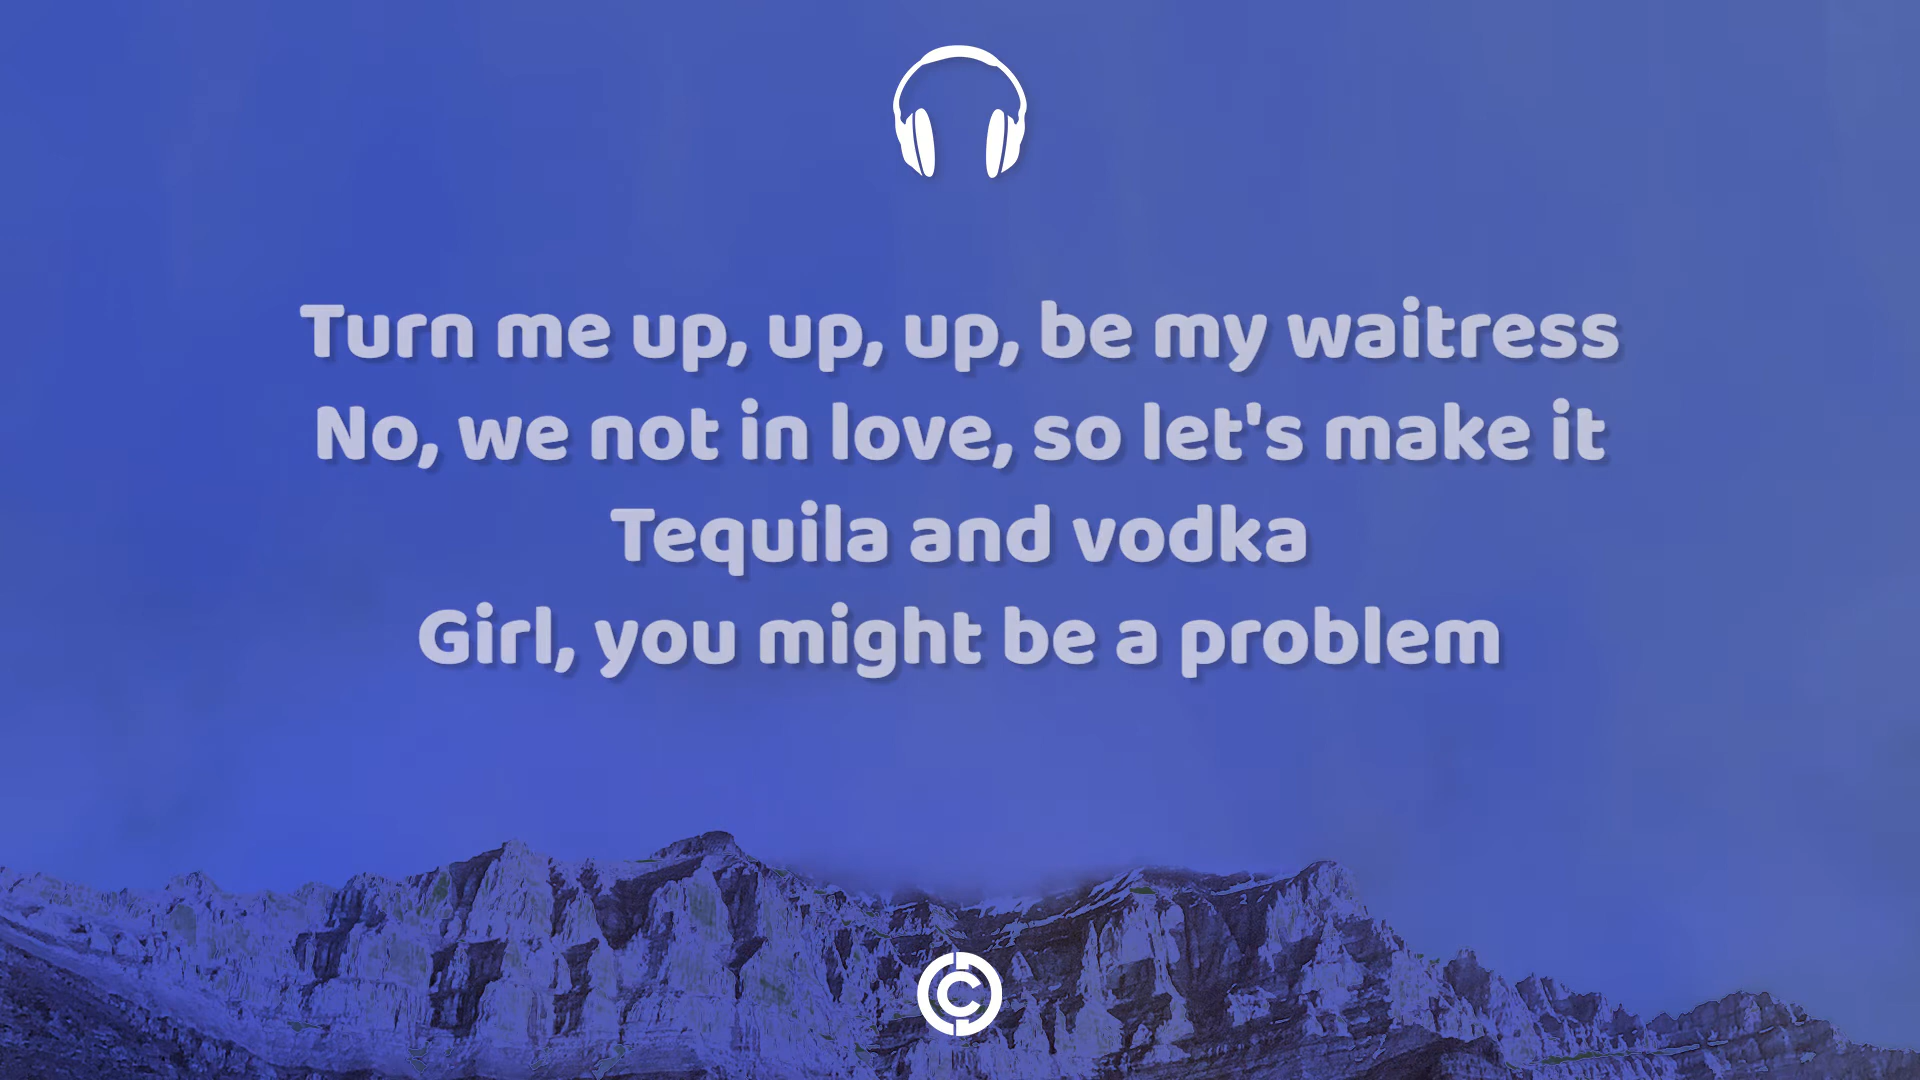 Turn me up, up, up, be my waitress
No, we not in love, so let's make it
Tequila and vodka
Girl, you might be a problem